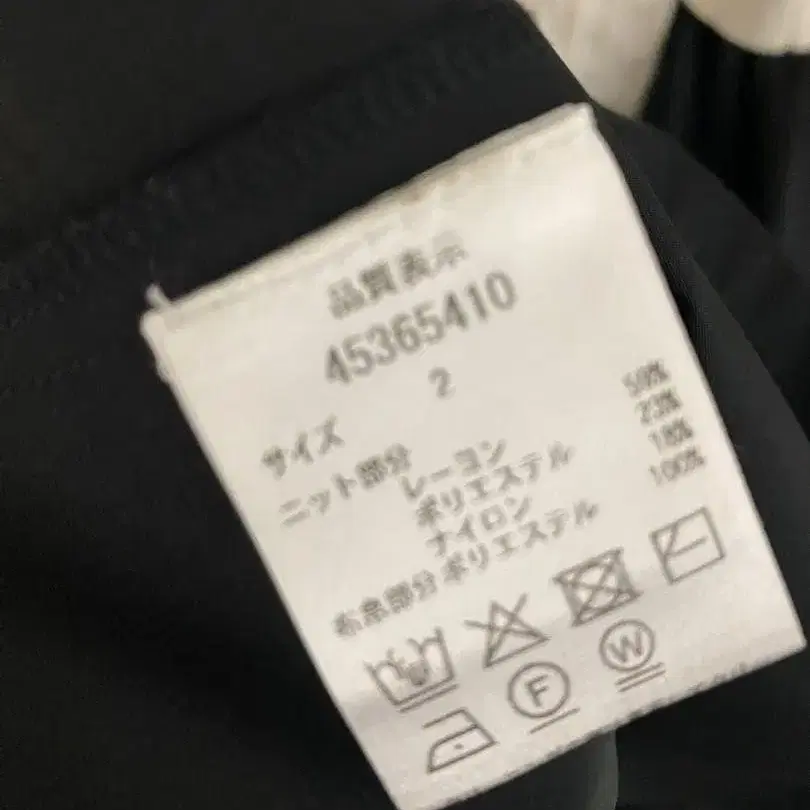 品質表示
45365410
サイズ 2
ニット部分
レーヨン 59%
ポリエステル 23%
ナイロン 18%
布帛部分 ポリエステル 100%
F W